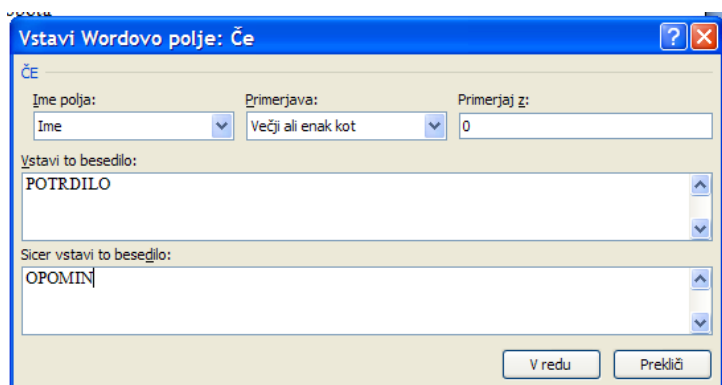 Vstavi Wordovo polje: Če
ČE
Ime polja: Primerjava: Primerjaj z:
Ime Večji ali enak kot 0
Vstavi to besedilo:
POTRDILO
Sicer vstavi to besedilo:
OPOMIN
V redu Prekliči